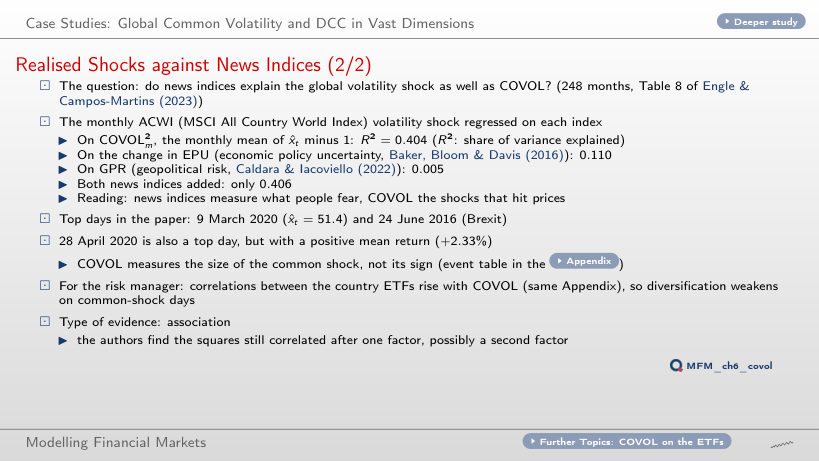 Case Studies: Global Common Volatility and DCC in Vast Dimensions
Deeper study
Realised Shocks against News Indices (2/2)
The question: do news indices explain the global volatility shock as well as COVOL? (248 months, Table 8 of Engle &
Campos-Martins (2023))
The monthly ACWI (MSCI All Country World Index) volatility shock regressed on each index
On COVOL²ₘ, the monthly mean of x̂ₜ minus 1: R² = 0.404 (R²: share of variance explained)
On the change in EPU (economic policy uncertainty, Baker, Bloom & Davis (2016)): 0.110
On GPR (geopolitical risk, Caldara & Iacoviello (2022)): 0.005
Both news indices added: only 0.406
Reading: news indices measure what people fear, COVOL the shocks that hit prices
Top days in the paper: 9 March 2020 (x̂ₜ = 51.4) and 24 June 2016 (Brexit)
28 April 2020 is also a top day, but with a positive mean return (+2.33%)
COVOL measures the size of the common shock, not its sign (event table in the Appendix)
For the risk manager: correlations between the country ETFs rise with COVOL (same Appendix), so diversification weakens
on common-shock days
Type of evidence: association
the authors find the squares still correlated after one factor, possibly a second factor
MFM_ch6_covol
Modelling Financial Markets
Further Topics: COVOL on the ETFs